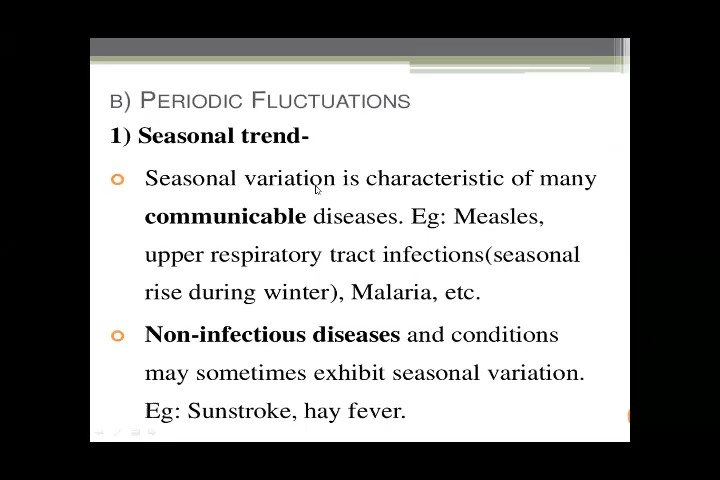 B) PERIODIC FLUCTUATIONS
1) Seasonal trend-
Seasonal variation is characteristic of many
communicable diseases. Eg: Measles,
upper respiratory tract infections(seasonal
rise during winter), Malaria, etc.
Non-infectious diseases and conditions
may sometimes exhibit seasonal variation.
Eg: Sunstroke, hay fever.